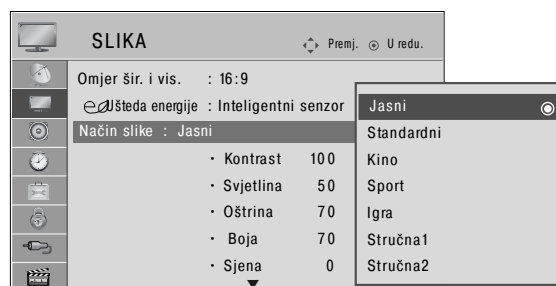 SLIKA
Premj. U redu.
Omjer šir. i vis. : 16:9
Ušteda energije : Inteligentni senzor
Način slike : Jasni
• Kontrast 100
• Svjetlina 50
• Oštrina 70
• Boja 70
• Sjena 0
Jasni
Standardni
Kino
Sport
Igra
Stručna1
Stručna2